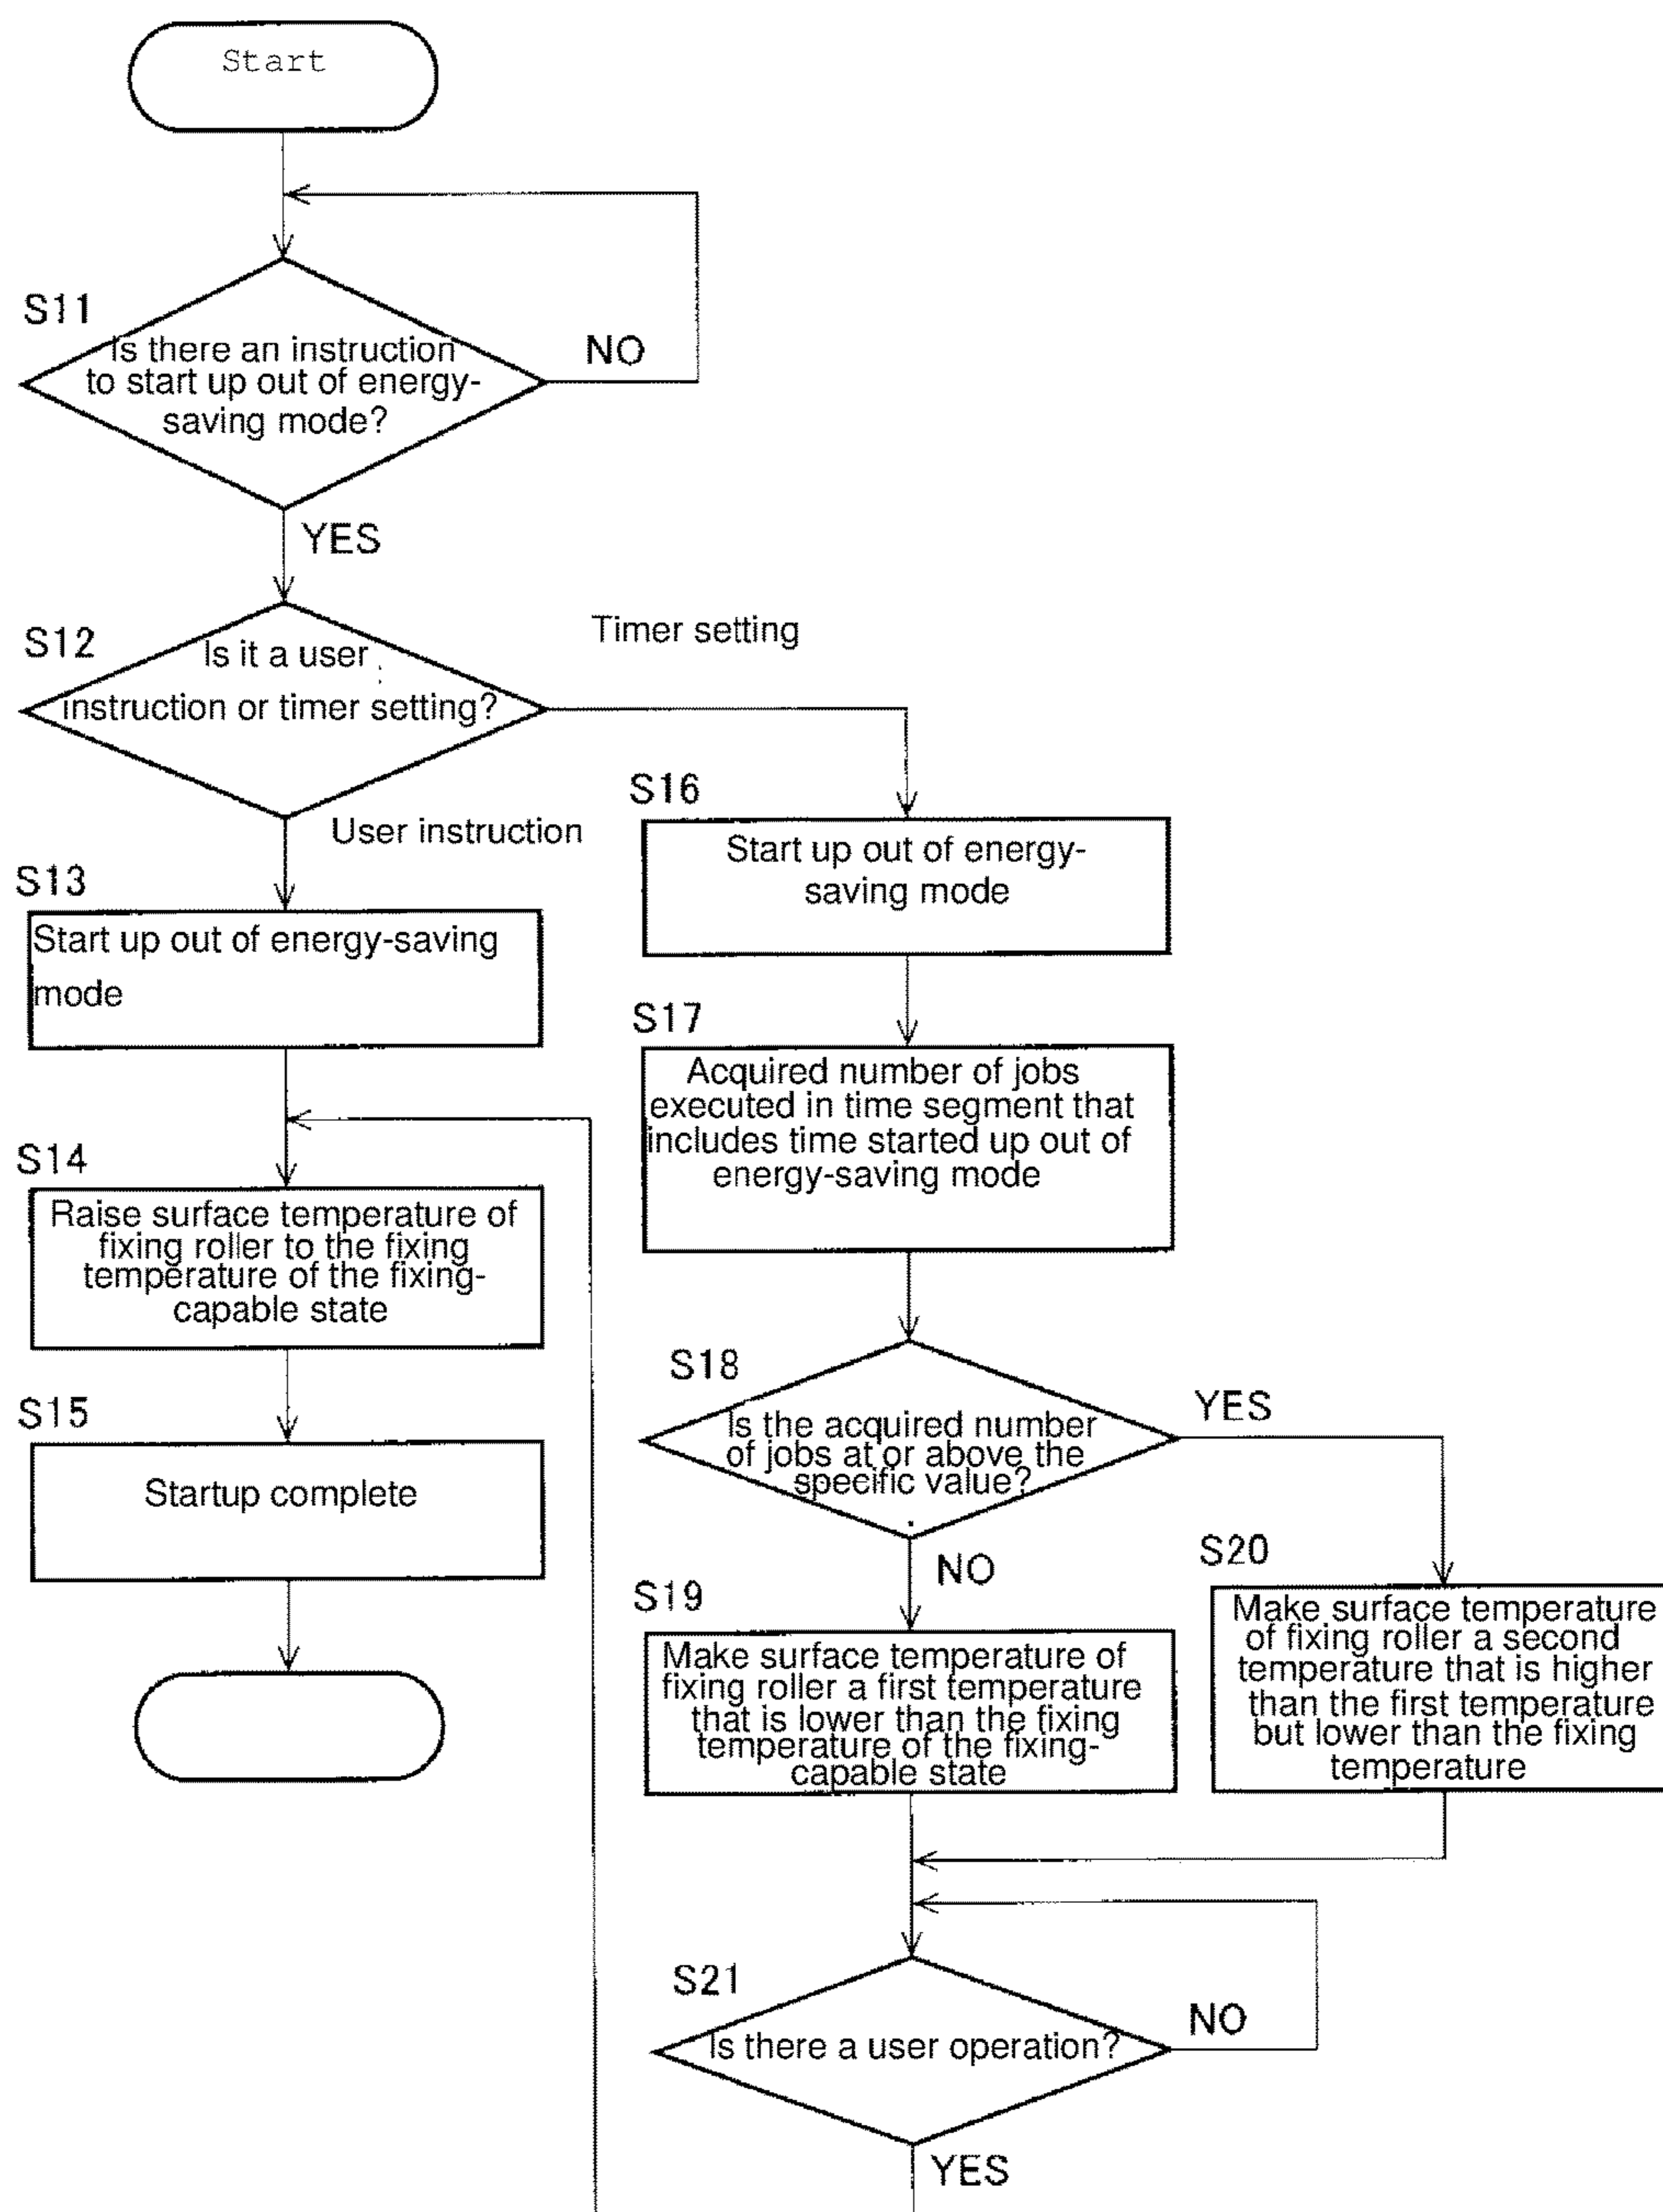 Start
S11
Is there an instruction
to start up out of energy-
saving mode?
NO
YES
S12
Is it a user
instruction or timer setting?
Timer setting
User instruction
S13
Start up out of energy-saving
mode
S14
Raise surface temperature of
fixing roller to the fixing
temperature of the fixing-
capable state
S15
Startup complete
S16
Start up out of energy-
saving mode
S17
Acquired number of jobs
executed in time segment that
includes time started up out of
energy-saving mode
S18
Is the acquired number
of jobs at or above the
specific value?
YES
NO
S19
Make surface temperature of
fixing roller a first temperature
that is lower than the fixing
temperature of the fixing-
capable state
S20
Make surface temperature
of fixing roller a second
temperature that is higher
than the first temperature
but lower than the fixing
temperature
S21
Is there a user operation?
NO
YES